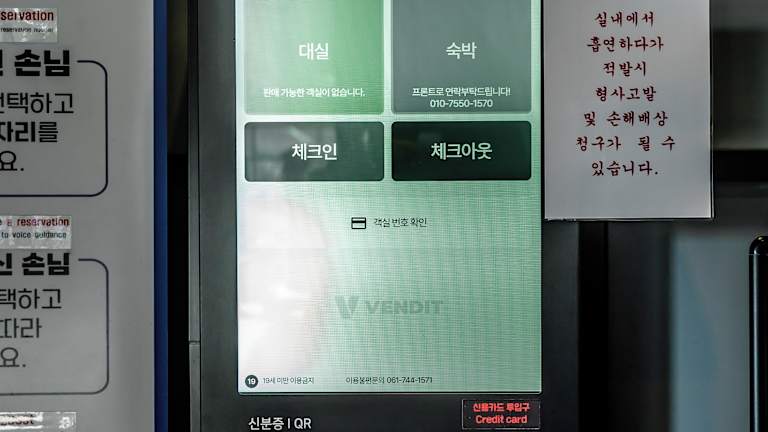 reservation
손님
선택하고
자리를
요.
reservation
to voice guidance
신 손님
택하고
따라
요.
대실
판매 가능한 객실이 없습니다.
숙박
프론트로 연락부탁드립니다!
010-7550-1570
체크인
체크아웃
객실 번호 확인
VENDIT
19
19세 미만 이용금지
이용불편문의 061-744-1571
신분증 I QR
신용카드 투입구
Credit card
실내에서
흡연하다가
적발시
형사고발
및 손해배상
청구가 될 수
있습니다.